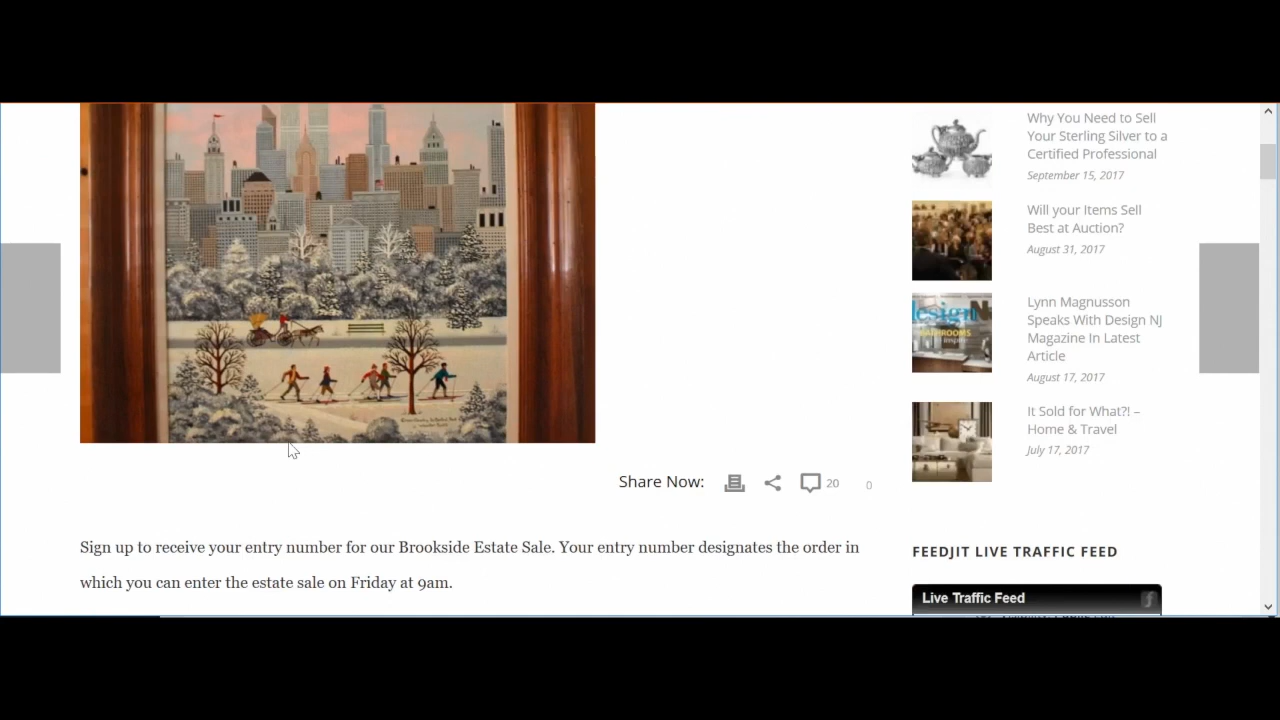 Why You Need to Sell
Your Sterling Silver to a
Certified Professional
September 15, 2017
Will your Items Sell
Best at Auction?
August 31, 2017
Lynn Magnusson
Speaks With Design NJ
Magazine In Latest
Article
August 17, 2017
It Sold for What?! –
Home & Travel
July 17, 2017
Share Now:
20
0
Sign up to receive your entry number for our Brookside Estate Sale. Your entry number designates the order in
which you can enter the estate sale on Friday at 9am.
FEEDJIT LIVE TRAFFIC FEED
Live Traffic Feed